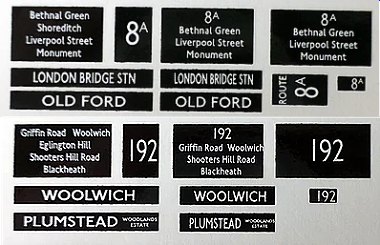 Bethnal Green
Shoreditch
Liverpool Street
Monument
8A
8A
Bethnal Green
Liverpool Street
Monument
8A
Bethnal Green
Liverpool Street
Monument
LONDON BRIDGE STN
LONDON BRIDGE STN
ROUTE
8A
8A
OLD FORD
OLD FORD
Griffin Road Woolwich
Eglington Hill
Shooters Hill Road
Blackheath
192
192
Griffin Road Woolwich
Shooters Hill Road
Blackheath
192
WOOLWICH
WOOLWICH
192
PLUMSTEAD WOODLANDS ESTATE
PLUMSTEAD WOODLANDS ESTATE